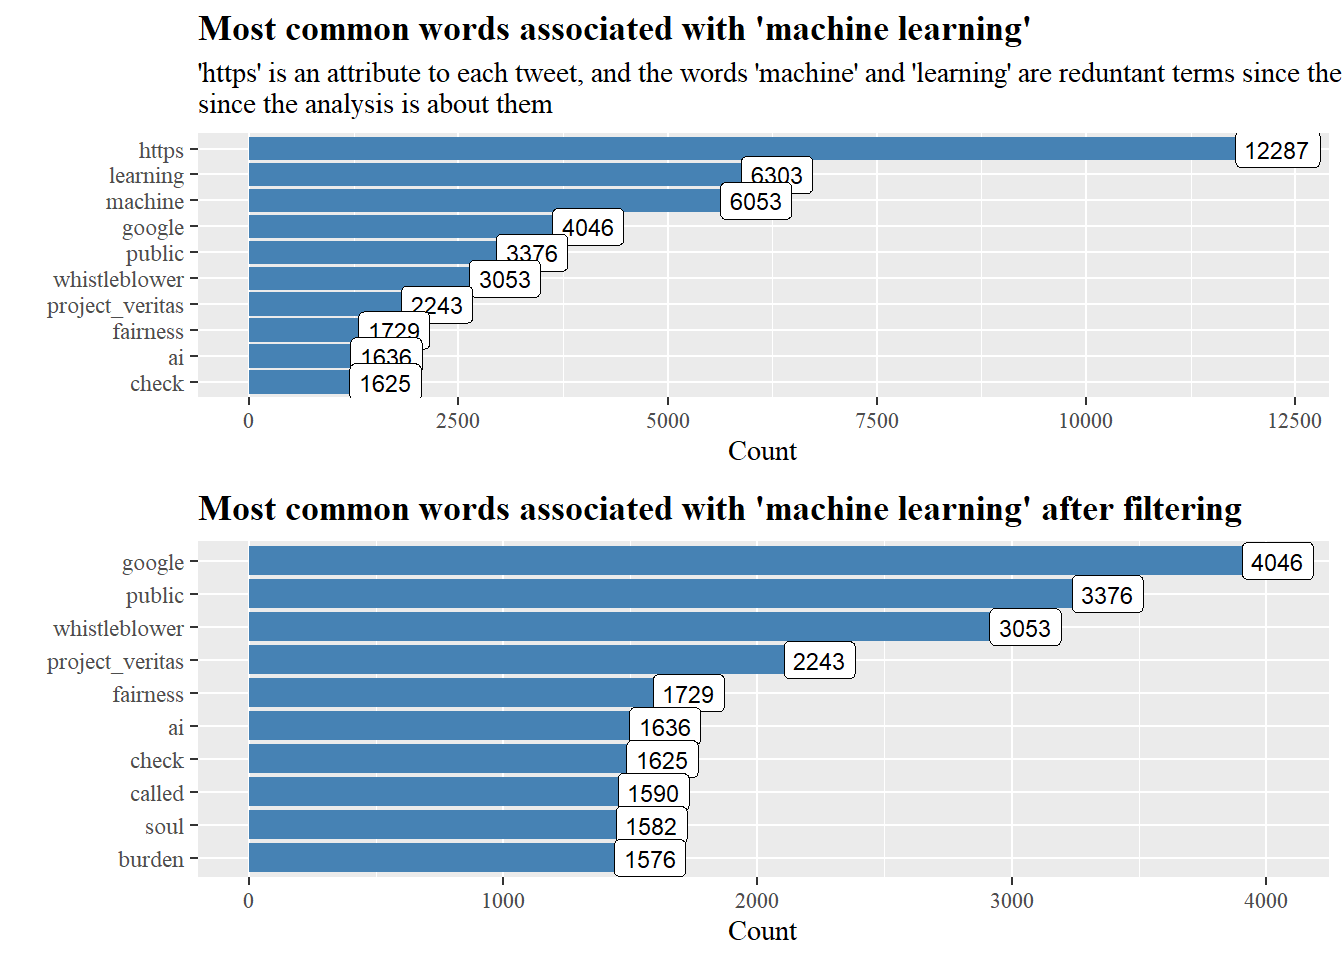 Most common words associated with 'machine learning'
'https' is an attribute to each tweet, and the words 'machine' and 'learning' are reduntant terms since the
since the analysis is about them
https 12287
learning 6303
machine 6053
google 4046
public 3376
whistleblower 3053
project_veritas 2243
fairness 1729
ai 1636
check 1625
0 2500 5000 7500 10000 12500
Count
Most common words associated with 'machine learning' after filtering
google 4046
public 3376
whistleblower 3053
project_veritas 2243
fairness 1729
ai 1636
check 1625
called 1590
soul 1582
burden 1576
0 1000 2000 3000 4000
Count